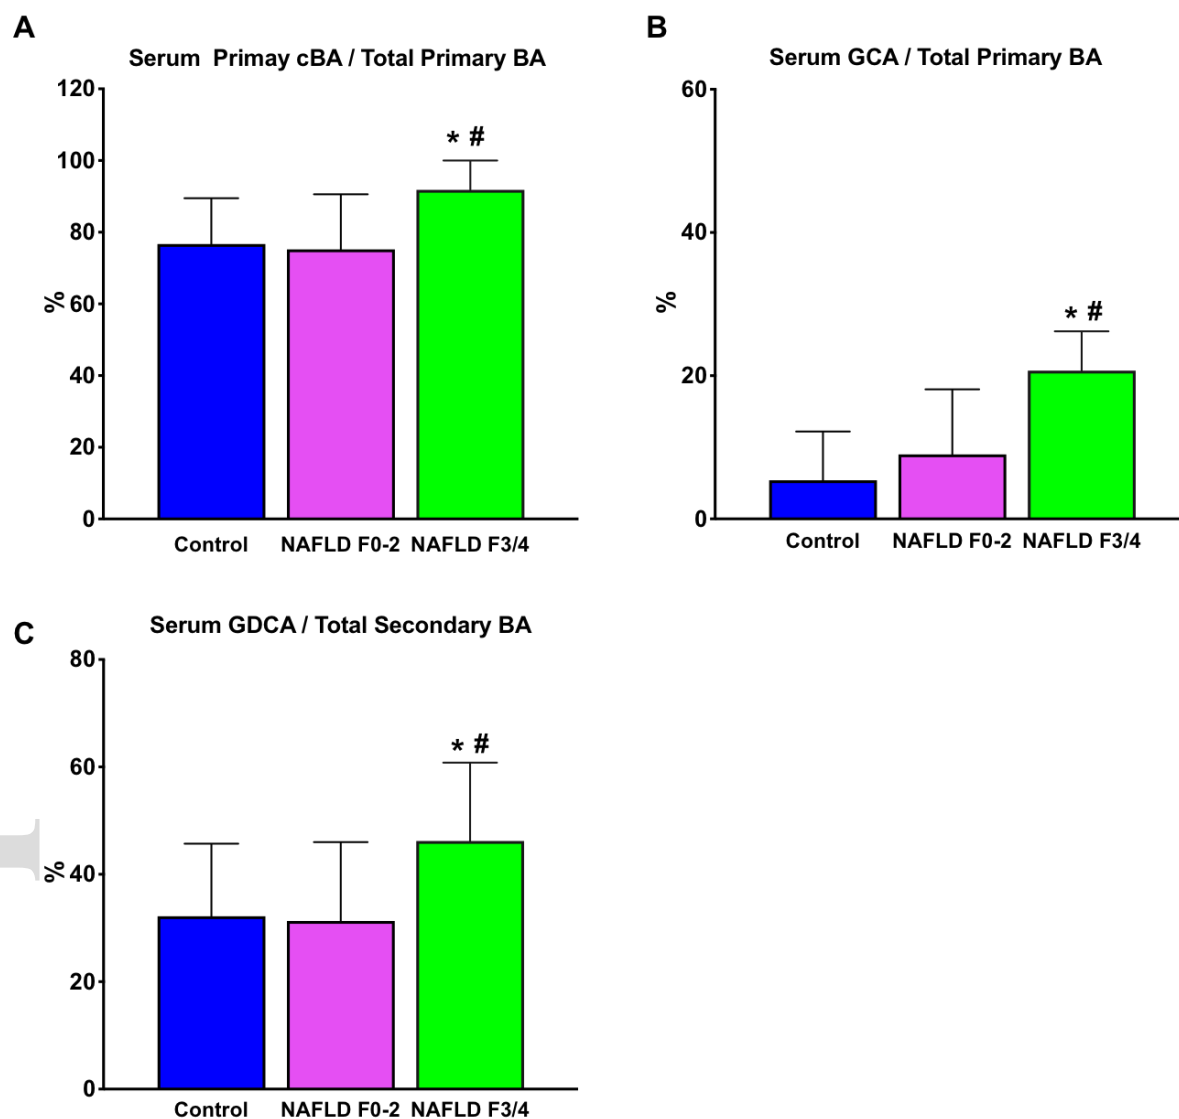 A
Serum  Primay cBA / Total Primary BA
120
100
80
60
40
20
0
%
* #
Control NAFLD F0-2 NAFLD F3/4
B
Serum GCA / Total Primary BA
60
40
20
0
%
* #
Control NAFLD F0-2 NAFLD F3/4
C
Serum GDCA / Total Secondary BA
80
60
40
20
0
%
* #
Control NAFLD F0-2 NAFLD F3/4